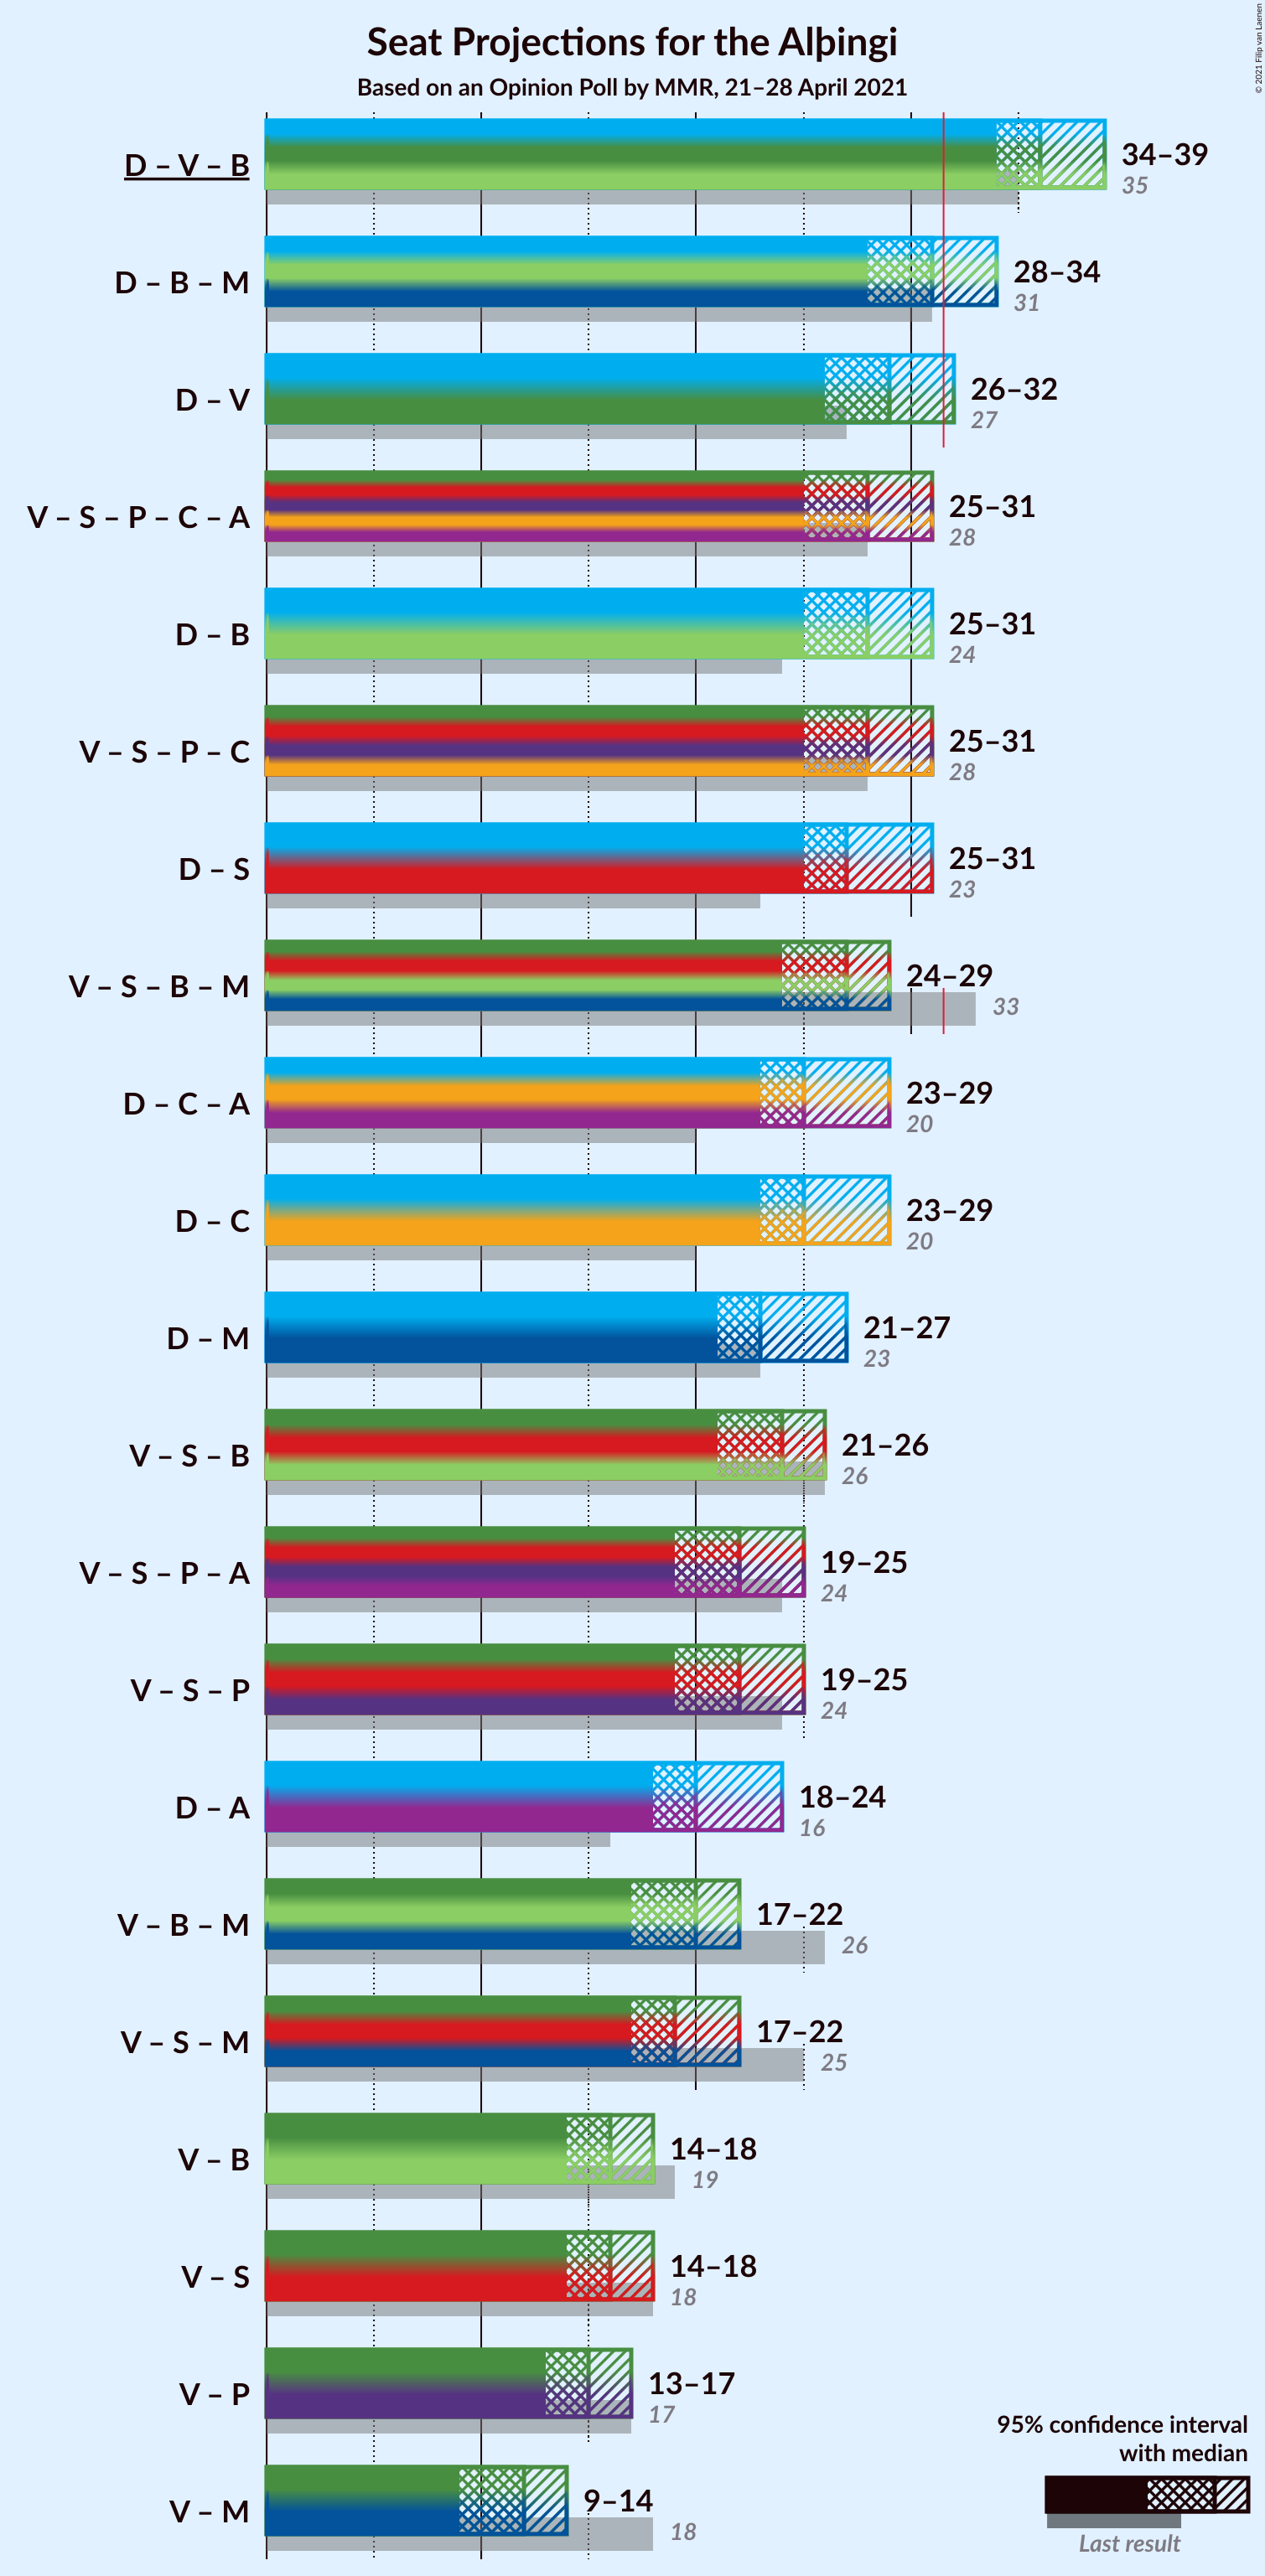 Seat Projections for the Alþingi
Based on an Opinion Poll by MMR, 21–28 April 2021
© 2021 Filip van Laenen
D – V – B
34–39
35
D – B – M
28–34
31
D – V
26–32
27
V – S – P – C – A
25–31
28
D – B
25–31
24
V – S – P – C
25–31
28
D – S
25–31
23
V – S – B – M
24–29
33
D – C – A
23–29
20
D – C
23–29
20
D – M
21–27
23
V – S – B
21–26
26
V – S – P – A
19–25
24
V – S – P
19–25
24
D – A
18–24
16
V – B – M
17–22
26
V – S – M
17–22
25
V – B
14–18
19
V – S
14–18
18
V – P
13–17
17
V – M
9–14
18
95% confidence interval
with median
Last result